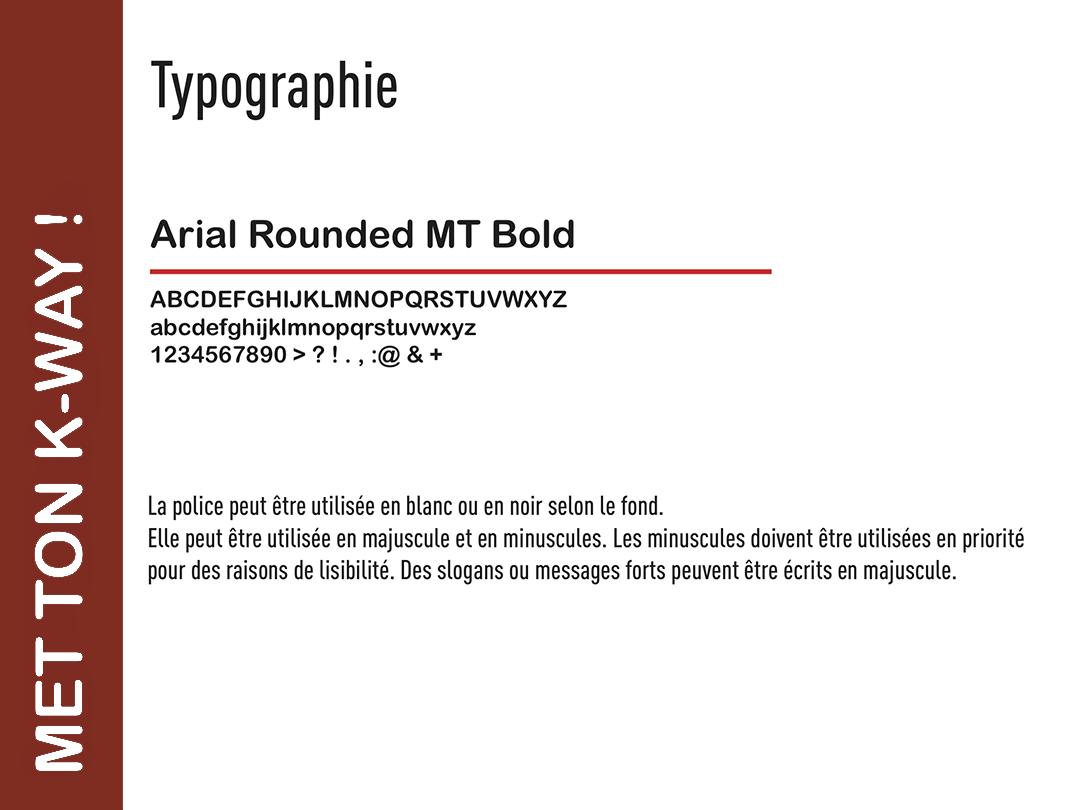 MET TON K-WAY !
Typographie
Arial Rounded MT Bold
ABCDEFGHIJKLMNOPQRSTUVWXYZ
abcdefghijklmnopqrstuvwxyz
1234567890 > ? ! . , :@ & +
La police peut être utilisée en blanc ou en noir selon le fond.
Elle peut être utilisée en majuscule et en minuscules. Les minuscules doivent être utilisées en priorité
pour des raisons de lisibilité. Des slogans ou messages forts peuvent être écrits en majuscule.